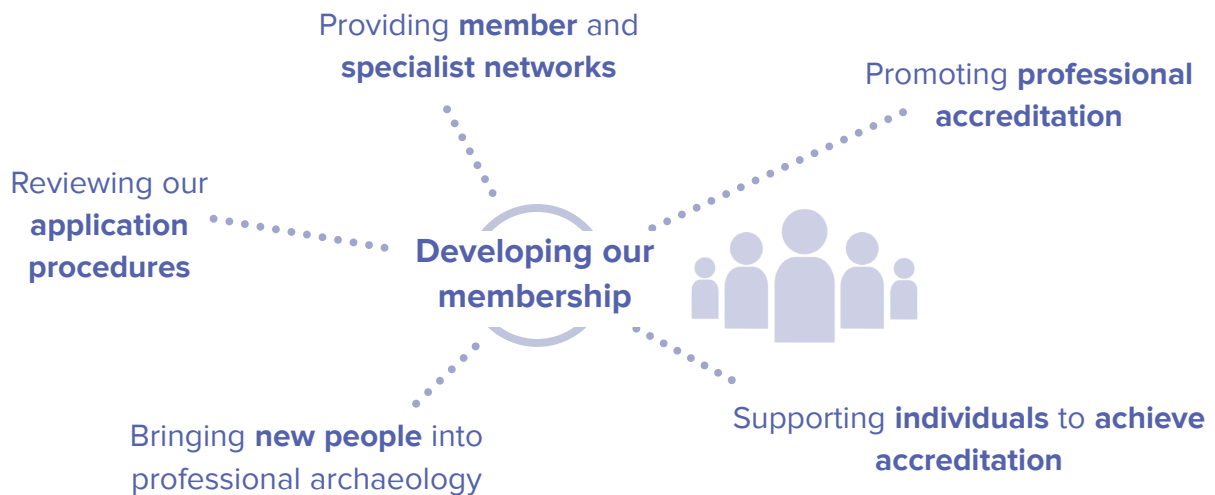 Providing member and
specialist networks
Promoting professional
accreditation
Reviewing our
application
procedures
Developing our
membership
Bringing new people into
professional archaeology
Supporting individuals to achieve
accreditation